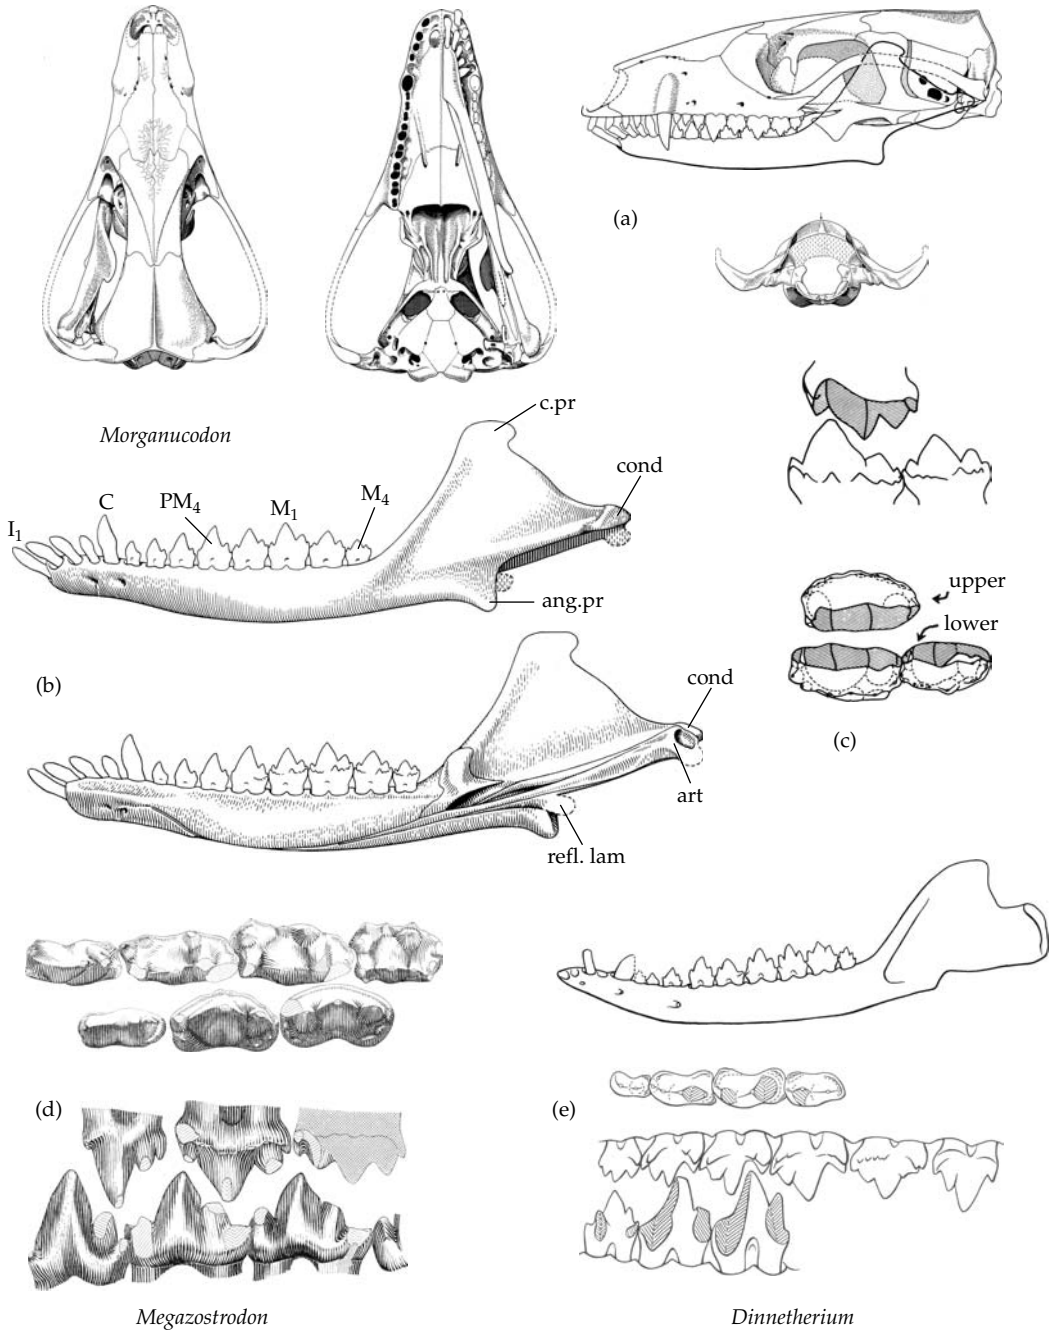 (a)
Morganucodon
c.pr
cond
C
PM4
M1
M4
I1
ang.pr
upper
lower
(b)
cond
(c)
art
refl. lam
(d)
(e)
Megazostrodon
Dinnetherium